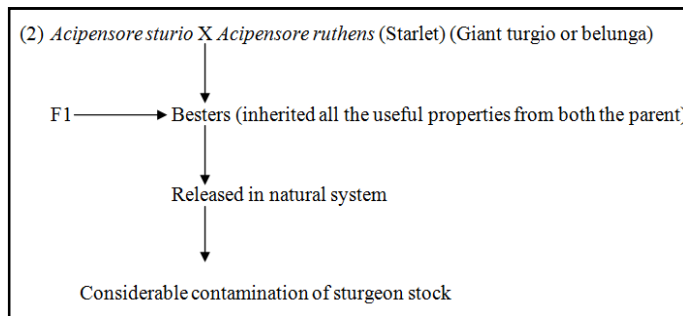 (2) Acipensore sturio X Acipensore ruthens (Starlet) (Giant turgio or belunga)
F1 Besters (inherited all the useful properties from both the parent)
Released in natural system
Considerable contamination of sturgeon stock